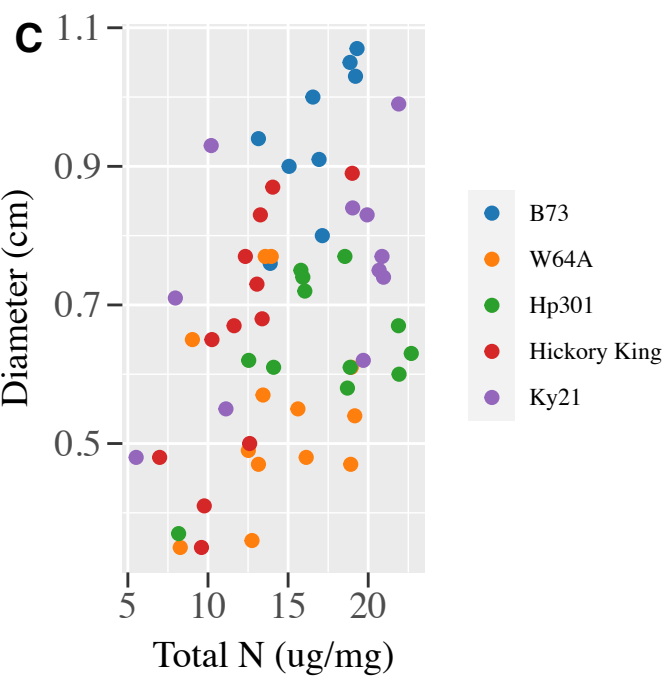 C
1.1
0.9
0.7
0.5
Diameter (cm)
5 10 15 20
Total N (ug/mg)
B73
W64A
Hp301
Hickory King
Ky21